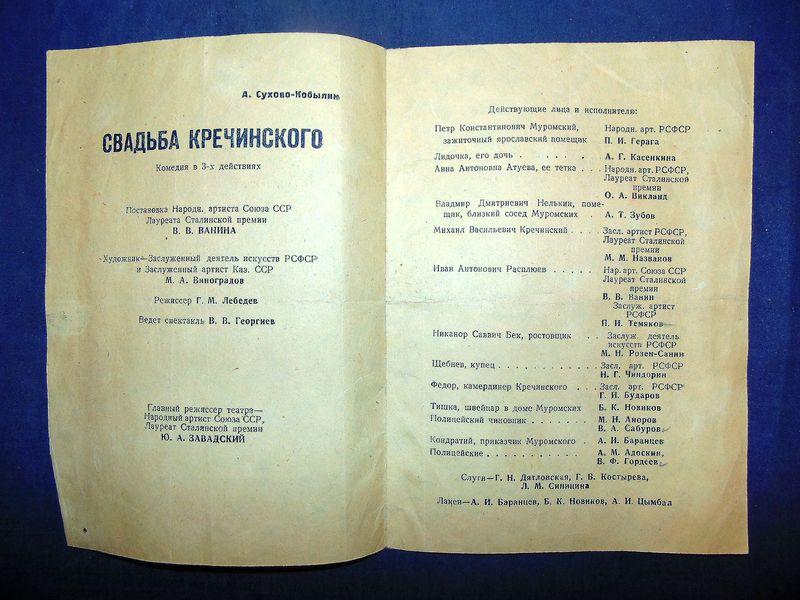 А. Сухово-Кобылин
СВАДЬБА КРЕЧИНСКОГО
Комедия в 3-х действиях
Постановка Народн. артиста Союза ССР
Лауреата Сталинской премии
В. В. ВАНИНА
Художник—Заслуженный деятель искусств РСФСР
и Заслуженный артист Каз. ССР
М. А. Виноградов
Режиссер Г. М. Лебедев
Ведет спектакль В. В. Георгиев
Главный режиссер театра—
Народный артист Союза ССР,
Лауреат Сталинской премии
Ю. А. ЗАВАДСКИЙ
Действующие лица и исполнители:
Петр Константинович Муромский, Народн. арт. РСФСР
зажиточный ярославский помещик П. И. Герага
Лидочка, его дочь . . . . . . А. Г. Касенкина
Анна Антоновна Атуева, ее тетка . . . Народн. арт. РСФСР,
Лауреат Сталинской
премии
О. А. Викланд
Владмир Дмитриевич Нелькин, поме-
щик, близкий сосед Муромских . А. Т. Зубов
Михаил Васильевич Кречинский . . . . Засл. артист РСФСР,
Лауреат Сталинской
премии
М. М. Названов
Иван Антонович Расплюев . . . . . Нар. арт. Союза ССР
Лауреат Сталинской
премии
В. В. Ванин
Заслуж. артист
РСФСР
П. И. Темяков
Никанор Саввич Бек, ростовщик . . Заслуж. деятель
искусств РСФСР
М. Н. Розен-Санин
Щебнев, купец . . . . . . . . . . . . Засл. арт. РСФСР
Н. Г. Чиндорин
Федор, камердинер Кречинского . . . Засл. арт. РСФСР
Г. И. Бударов
Тишка, швейцар в доме Муромских Б. К. Новиков
Полицейский чиновник . . . . . . . М. Н. Аноров
В. А. Сабуров
Кондратий, приказчик Муромского . А. И. Баранцев
Полицейские . . . . . . . . . . . А. М. Адоскин,
В. Ф. Гордеев
Слуги—Г. Н. Дятловская, Г. В. Костырева,
Л. М. Синицина
Лакеи—А. И. Баранцев, Б. К. Новиков, А. И. Цымбал